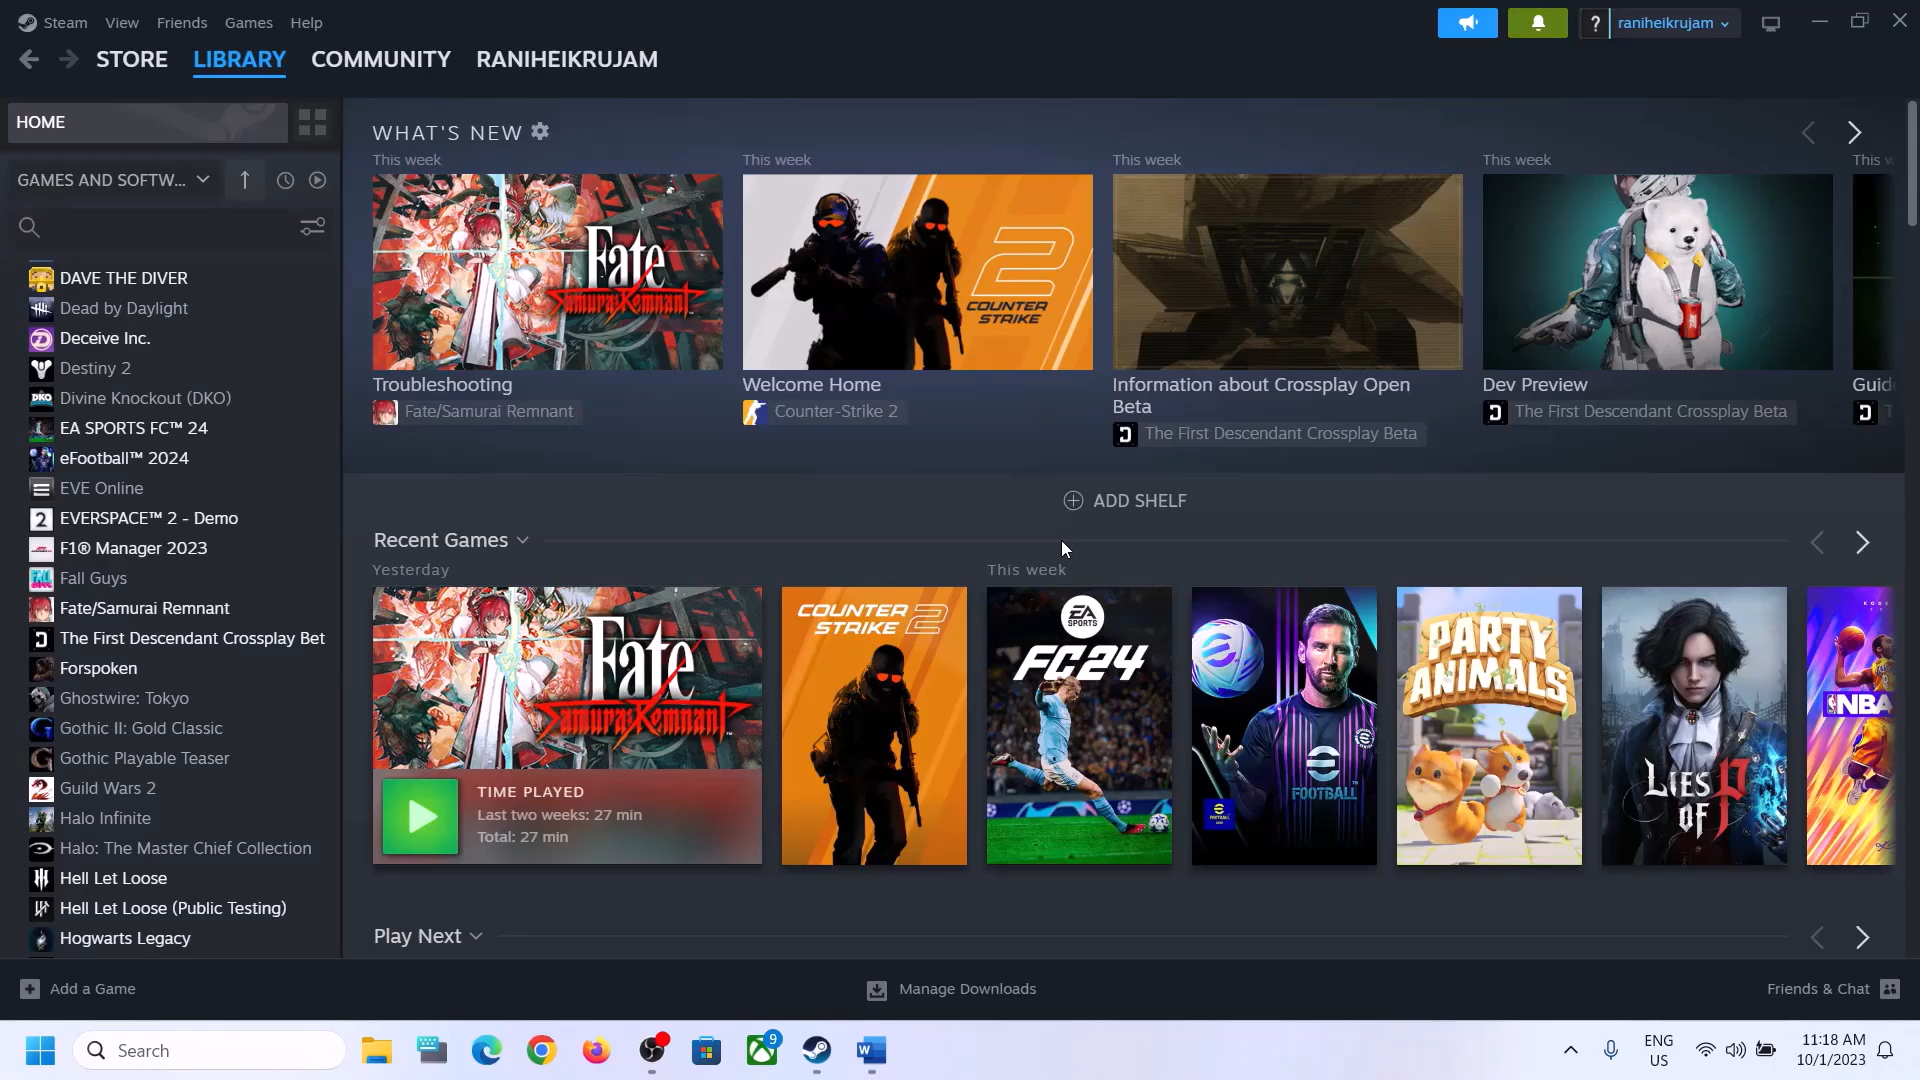 Steam View Friends Games Help
? raniheikrujam
STORE LIBRARY COMMUNITY RANIHEIKRUJAM
HOME
GAMES AND SOFTW...
DAVE THE DIVER
Dead by Daylight
Deceive Inc.
Destiny 2
Divine Knockout (DKO)
EA SPORTS FC™ 24
eFootball™ 2024
EVE Online
EVERSPACE™ 2 - Demo
F1® Manager 2023
Fall Guys
Fate/Samurai Remnant
The First Descendant Crossplay Bet
Forspoken
Ghostwire: Tokyo
Gothic II: Gold Classic
Gothic Playable Teaser
Guild Wars 2
Halo Infinite
Halo: The Master Chief Collection
Hell Let Loose
Hell Let Loose (Public Testing)
Hogwarts Legacy
WHAT'S NEW
This week This week This week This week This
Fate
Samurai Remnant
2
COUNTER
STRIKE
Troubleshooting
Fate/Samurai Remnant
Welcome Home
Counter-Strike 2
Information about Crossplay Open
Beta
The First Descendant Crossplay Beta
Dev Preview
The First Descendant Crossplay Beta
ADD SHELF
Recent Games
Yesterday
This week
Fate
Samurai Remnant
TIME PLAYED
Last two weeks: 27 min
Total: 27 min
COUNTER
STRIKE 2
EA
SPORTS
FC24
FOOTBALL
PARTY
ANIMALS
LIES
OF P
NBA
Play Next
Add a Game
Manage Downloads
Friends & Chat
Search
9
ENG
US
11:18 AM
10/1/2023